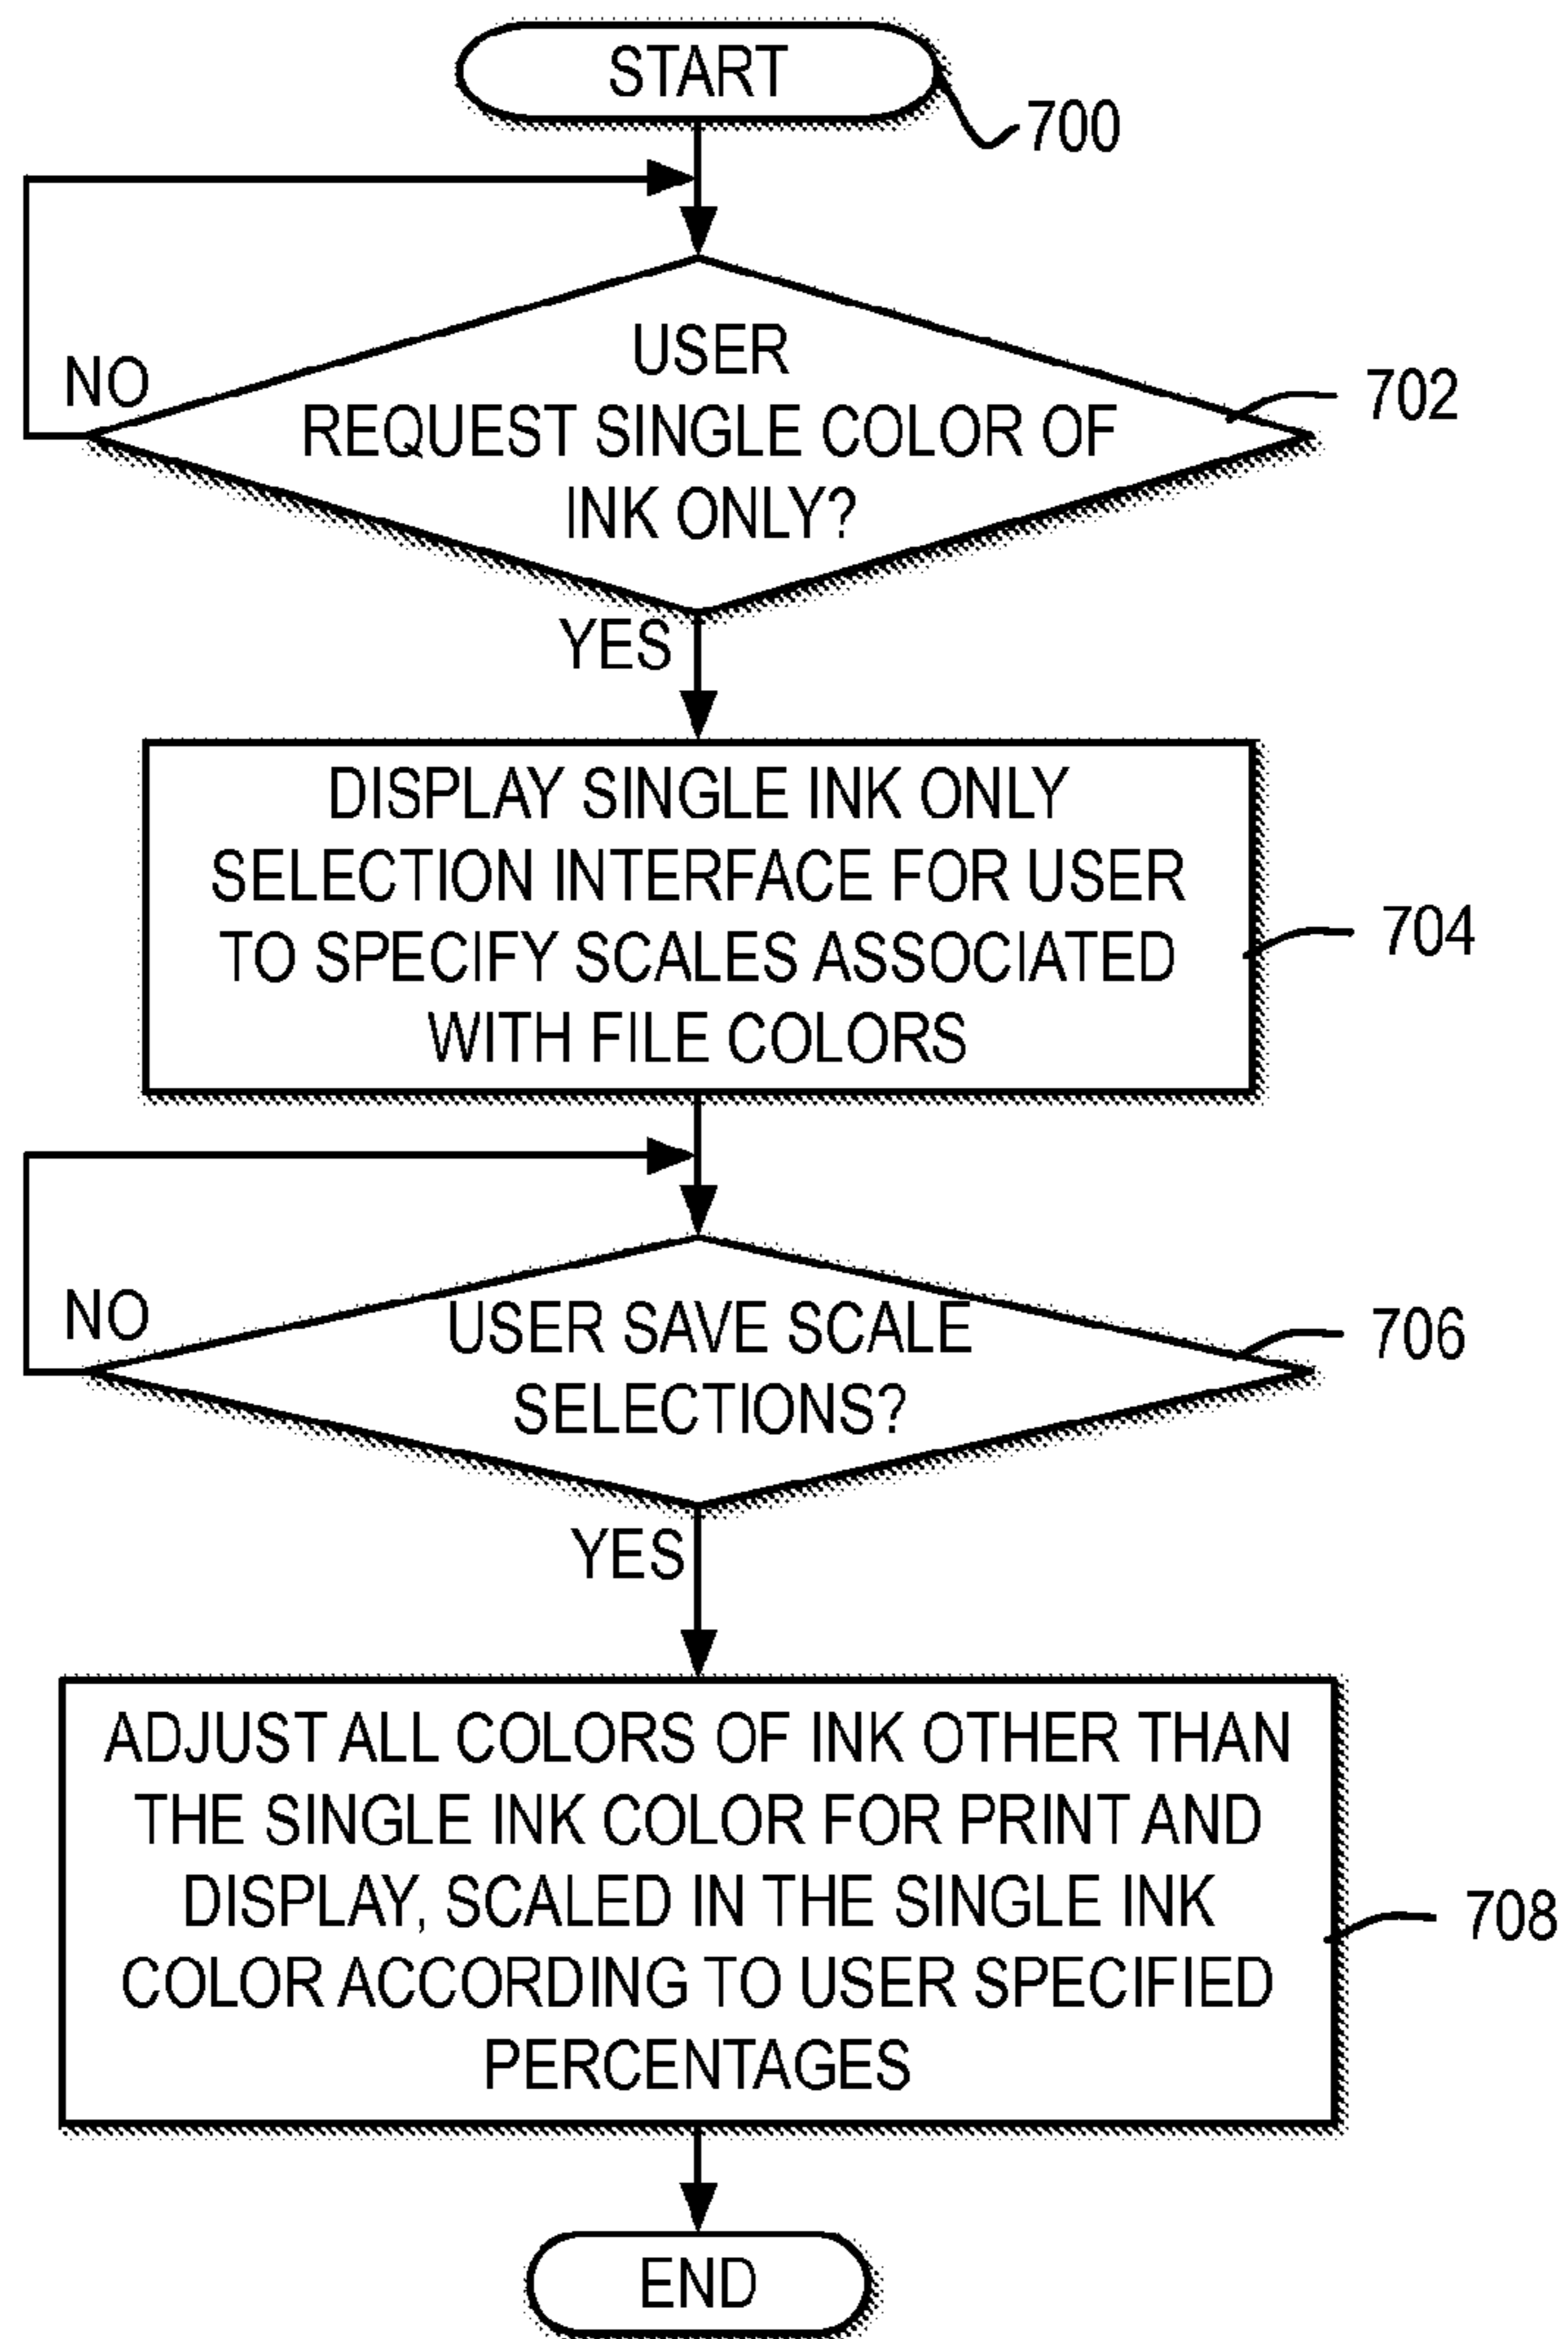 START
700
USER
REQUEST SINGLE COLOR OF
INK ONLY?
702
NO
YES
DISPLAY SINGLE INK ONLY
SELECTION INTERFACE FOR USER
TO SPECIFY SCALES ASSOCIATED
WITH FILE COLORS
704
USER SAVE SCALE
SELECTIONS?
706
NO
YES
ADJUST ALL COLORS OF INK OTHER THAN
THE SINGLE INK COLOR FOR PRINT AND
DISPLAY, SCALED IN THE SINGLE INK
COLOR ACCORDING TO USER SPECIFIED
PERCENTAGES
708
END